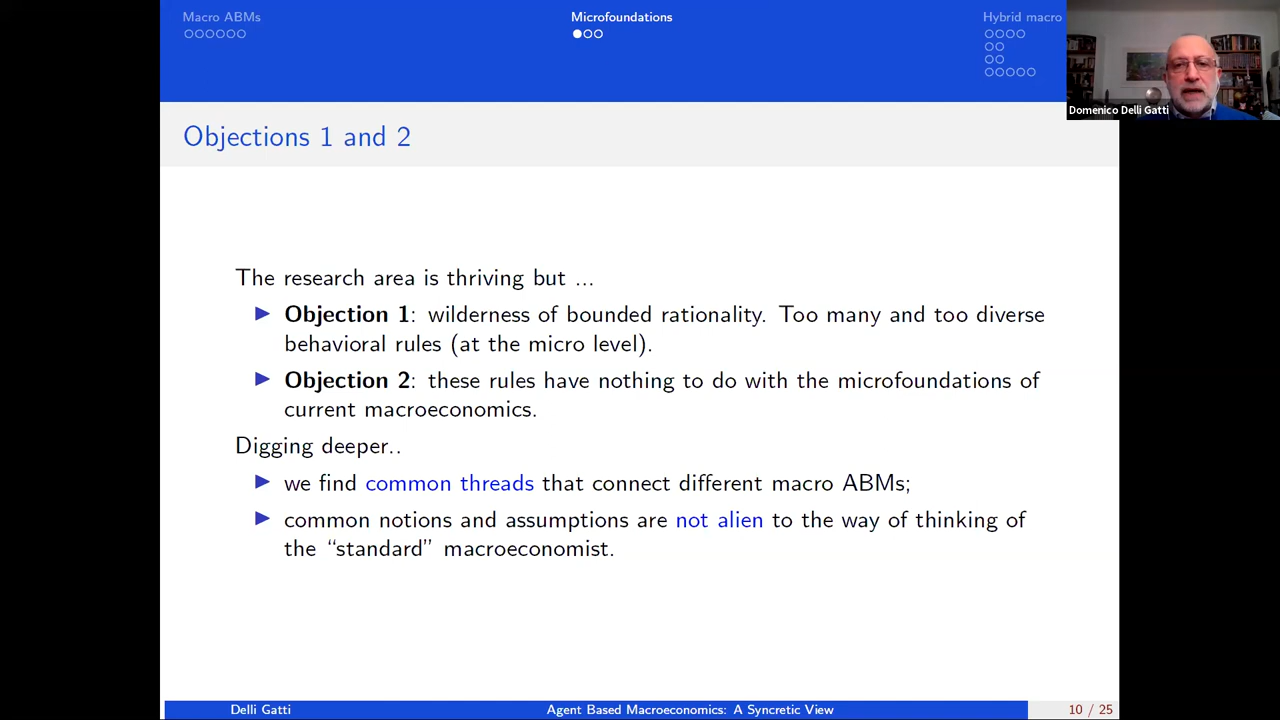 Macro ABMs
Microfoundations
Hybrid macro
Domenico Delli Gatti
Objections 1 and 2
The research area is thriving but ...
Objection 1: wilderness of bounded rationality. Too many and too diverse
behavioral rules (at the micro level).
Objection 2: these rules have nothing to do with the microfoundations of
current macroeconomics.
Digging deeper..
we find common threads that connect different macro ABMs;
common notions and assumptions are not alien to the way of thinking of
the “standard” macroeconomist.
Delli Gatti
Agent Based Macroeconomics: A Syncretic View
10 / 25